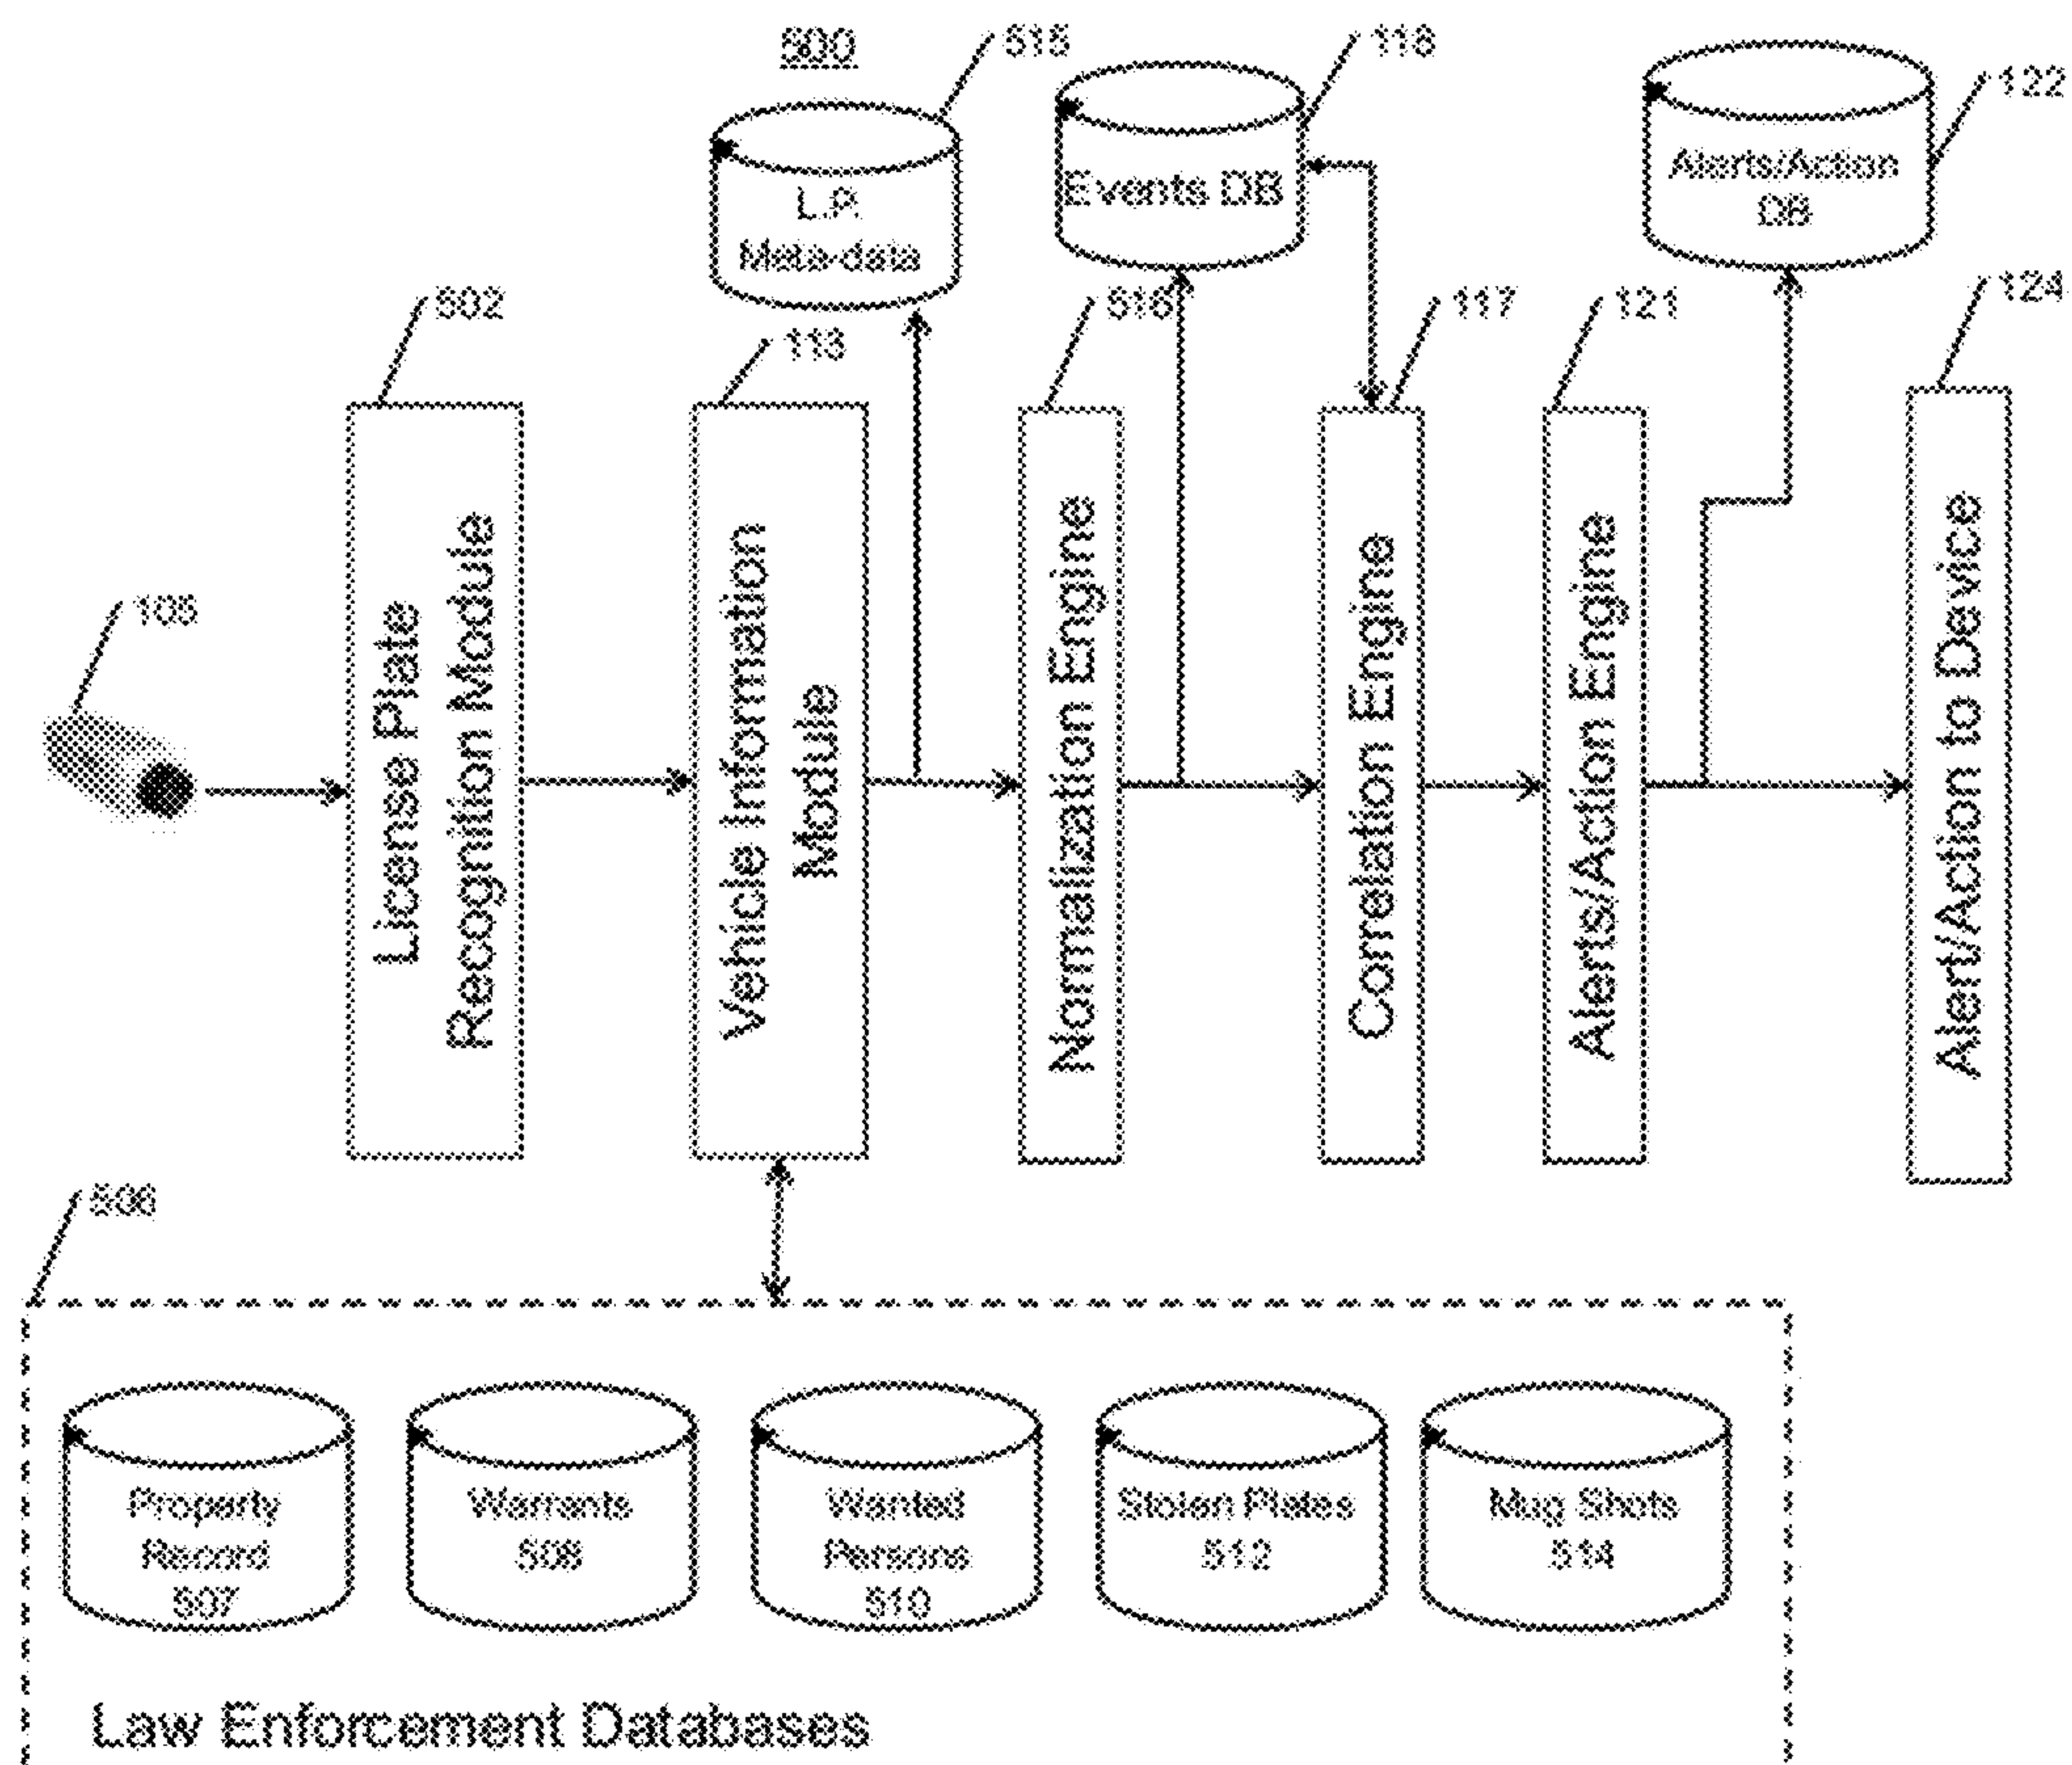 500
515
118
122
L.P.
Meta-data
Events DB
Alerts/Action
DB
502
113
516
117
121
124
105
License Plate
Recognition Module
Vehicle Information
Module
Normalization Engine
Correlation Engine
Alerts/Action Engine
Alert/Action to Device
506
Property
Record
507
Warrants
508
Wanted
Persons
510
Stolen Plates
512
Mug Shots
514
Law Enforcement Databases